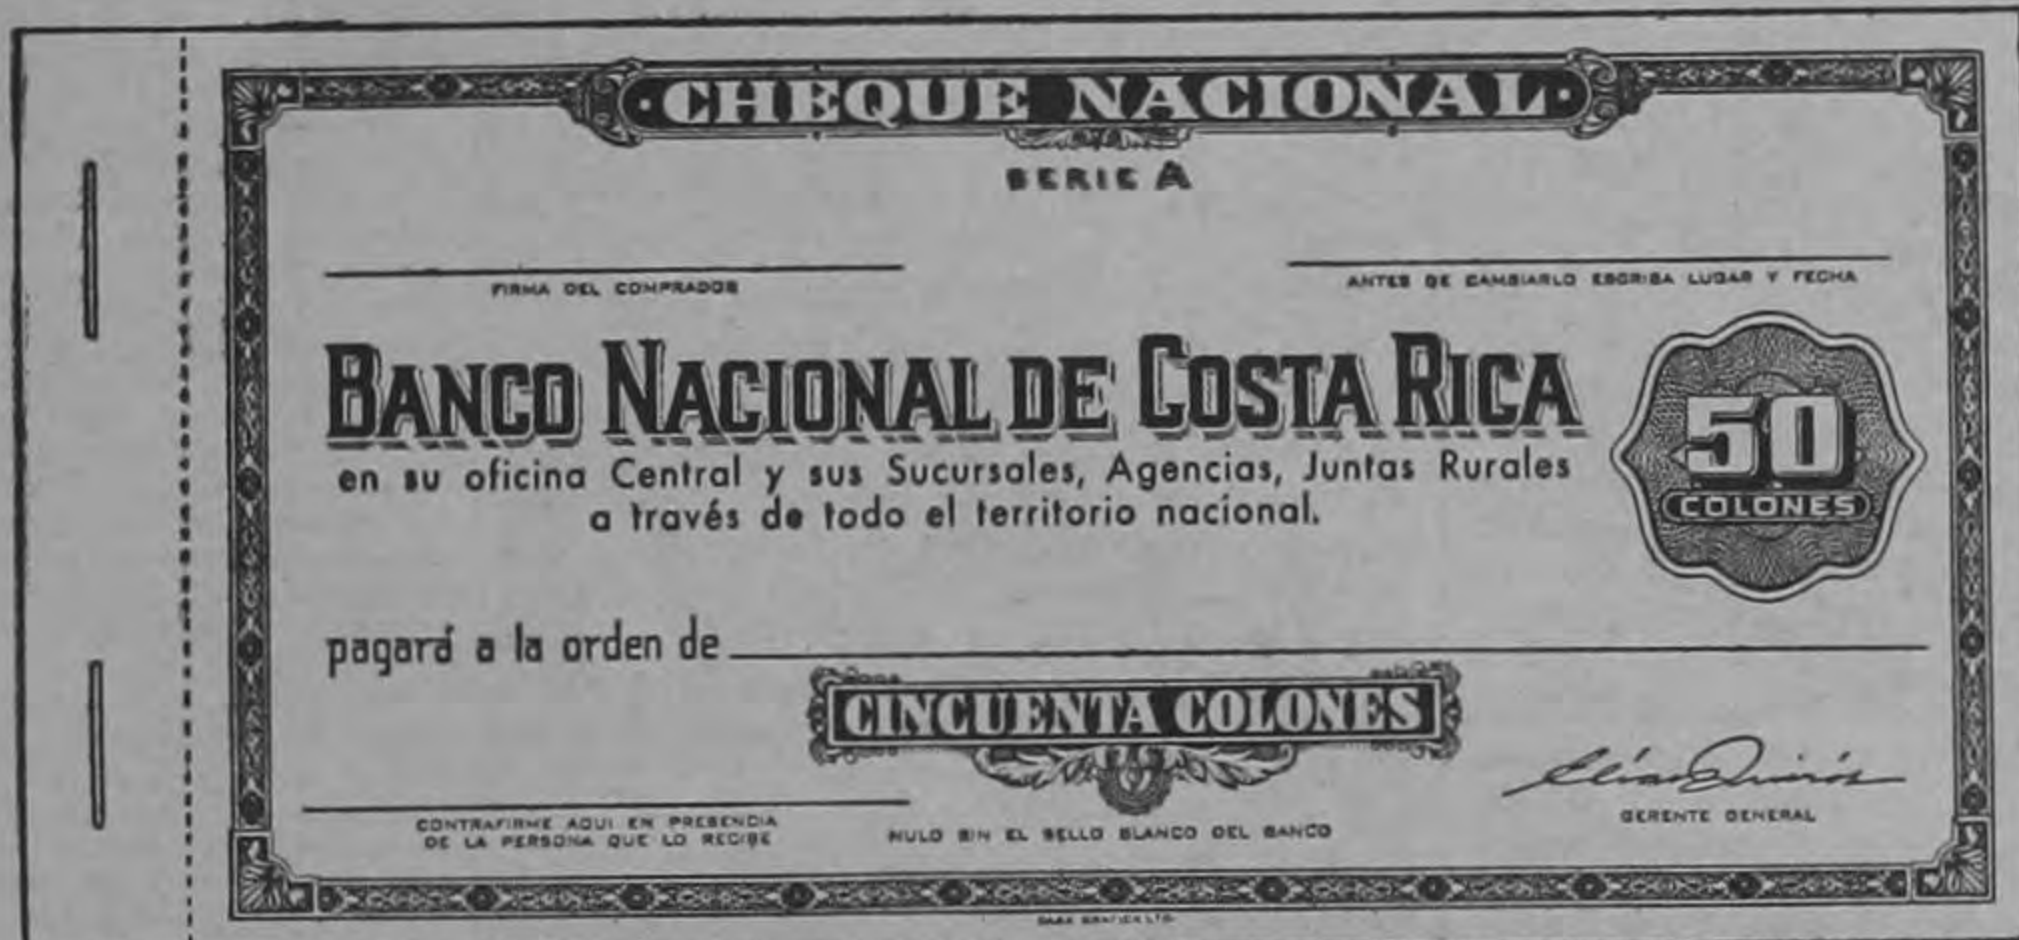 CHEQUE NACIONAL
SERIE A
FIRMA DEL COMPRADOR
ANTES DE CAMBIARLO ESCRIBA LUGAR Y FECHA
BANCO NACIONAL DE COSTA RICA
50
COLONES
en su oficina Central y sus Sucursales, Agencias, Juntas Rurales
a través de todo el territorio nacional.
pagará a la orden de
CINCUENTA COLONES
Elías Quirós
GERENTE GENERAL
CONTRAFIRME AQUI EN PRESENCIA
DE LA PERSONA QUE LO RECIBE
NULO SIN EL SELLO BLANCO DEL BANCO